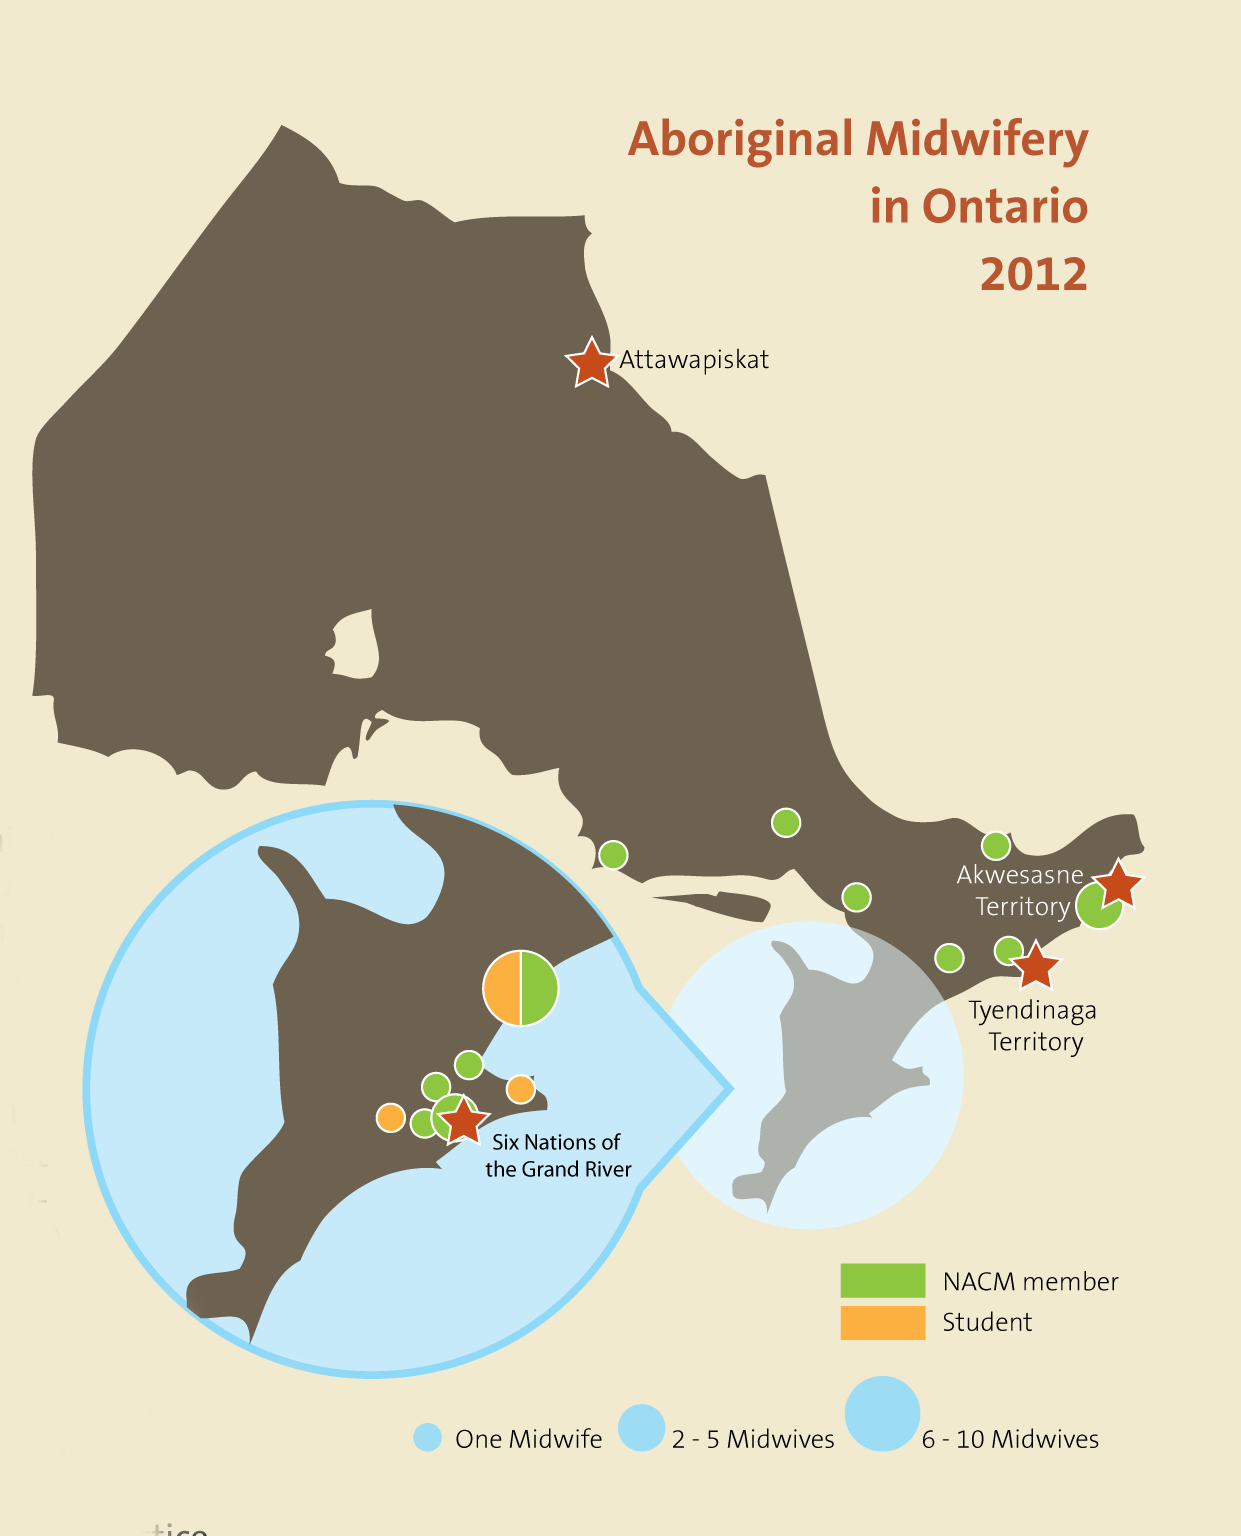 Aboriginal Midwifery
in Ontario
2012
Attawapiskat
Akwesasne
Territory
Tyendinaga
Territory
Six Nations of
the Grand River
NACM member
Student
One Midwife
2 - 5 Midwives
6 - 10 Midwives